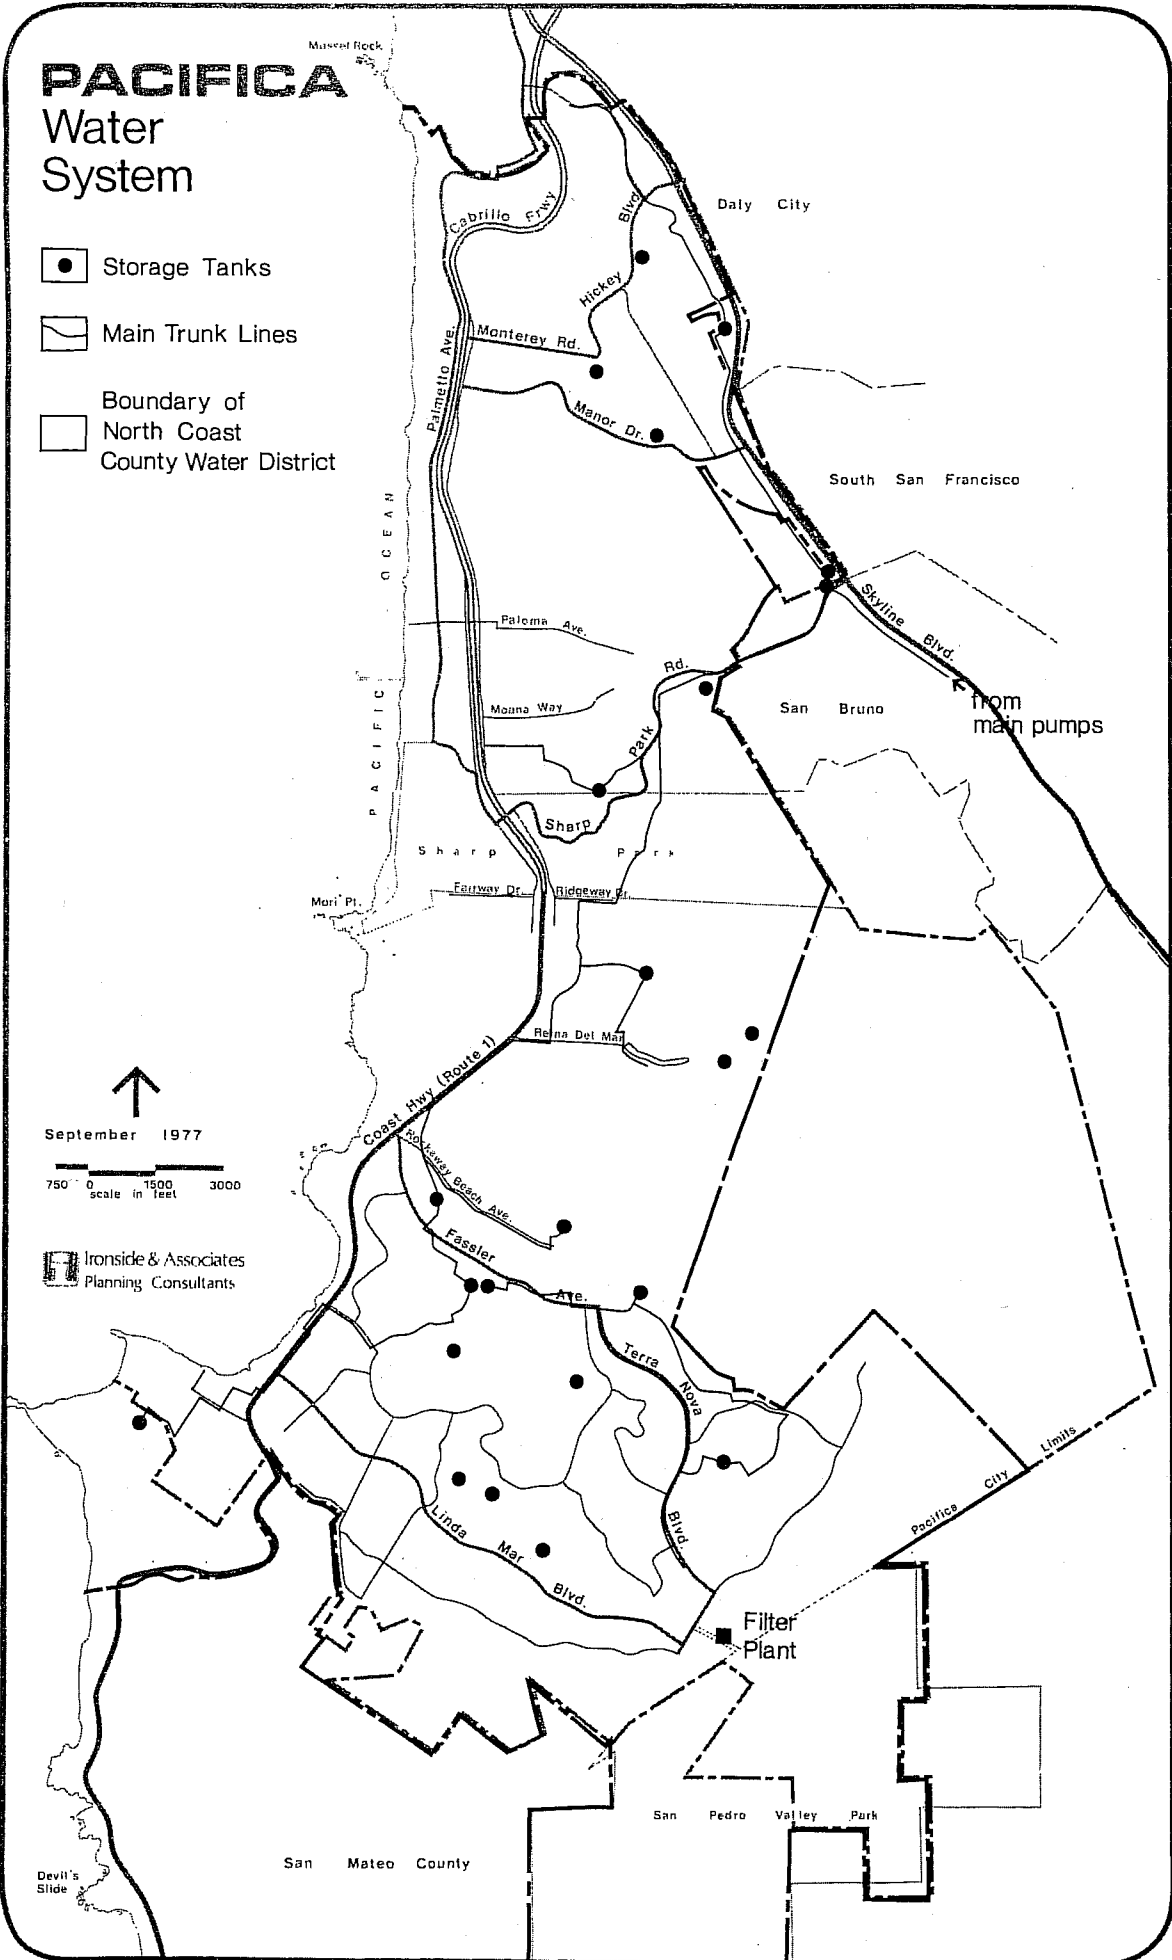 Mussel Rock
PACIFICA
Water
System
Storage Tanks
Main Trunk Lines
Boundary of
North Coast
County Water District
Cabrillo Frwy
Hickey Blvd.
Daly City
Palmetto Ave.
Monterey Rd.
Manor Dr.
South San Francisco
PACIFIC OCEAN
Paloma Ave.
Skyline Blvd.
Moana Way
Sharp Park Rd.
San Bruno
from
main pumps
Sharp Park
Fairway Dr.
Ridgeway Dr.
Mori Pt.
Reina Del Mar
Coast Hwy (Route 1)
September 1977
750 0 1500 3000
scale in feet
Rockaway Beach Ave.
Fassler Ave.
Ironside & Associates
Planning Consultants
Terra Nova Blvd.
Pacifica City Limits
Linda Mar Blvd.
Filter
Plant
San Pedro Valley Park
San Mateo County
Devil's
Slide